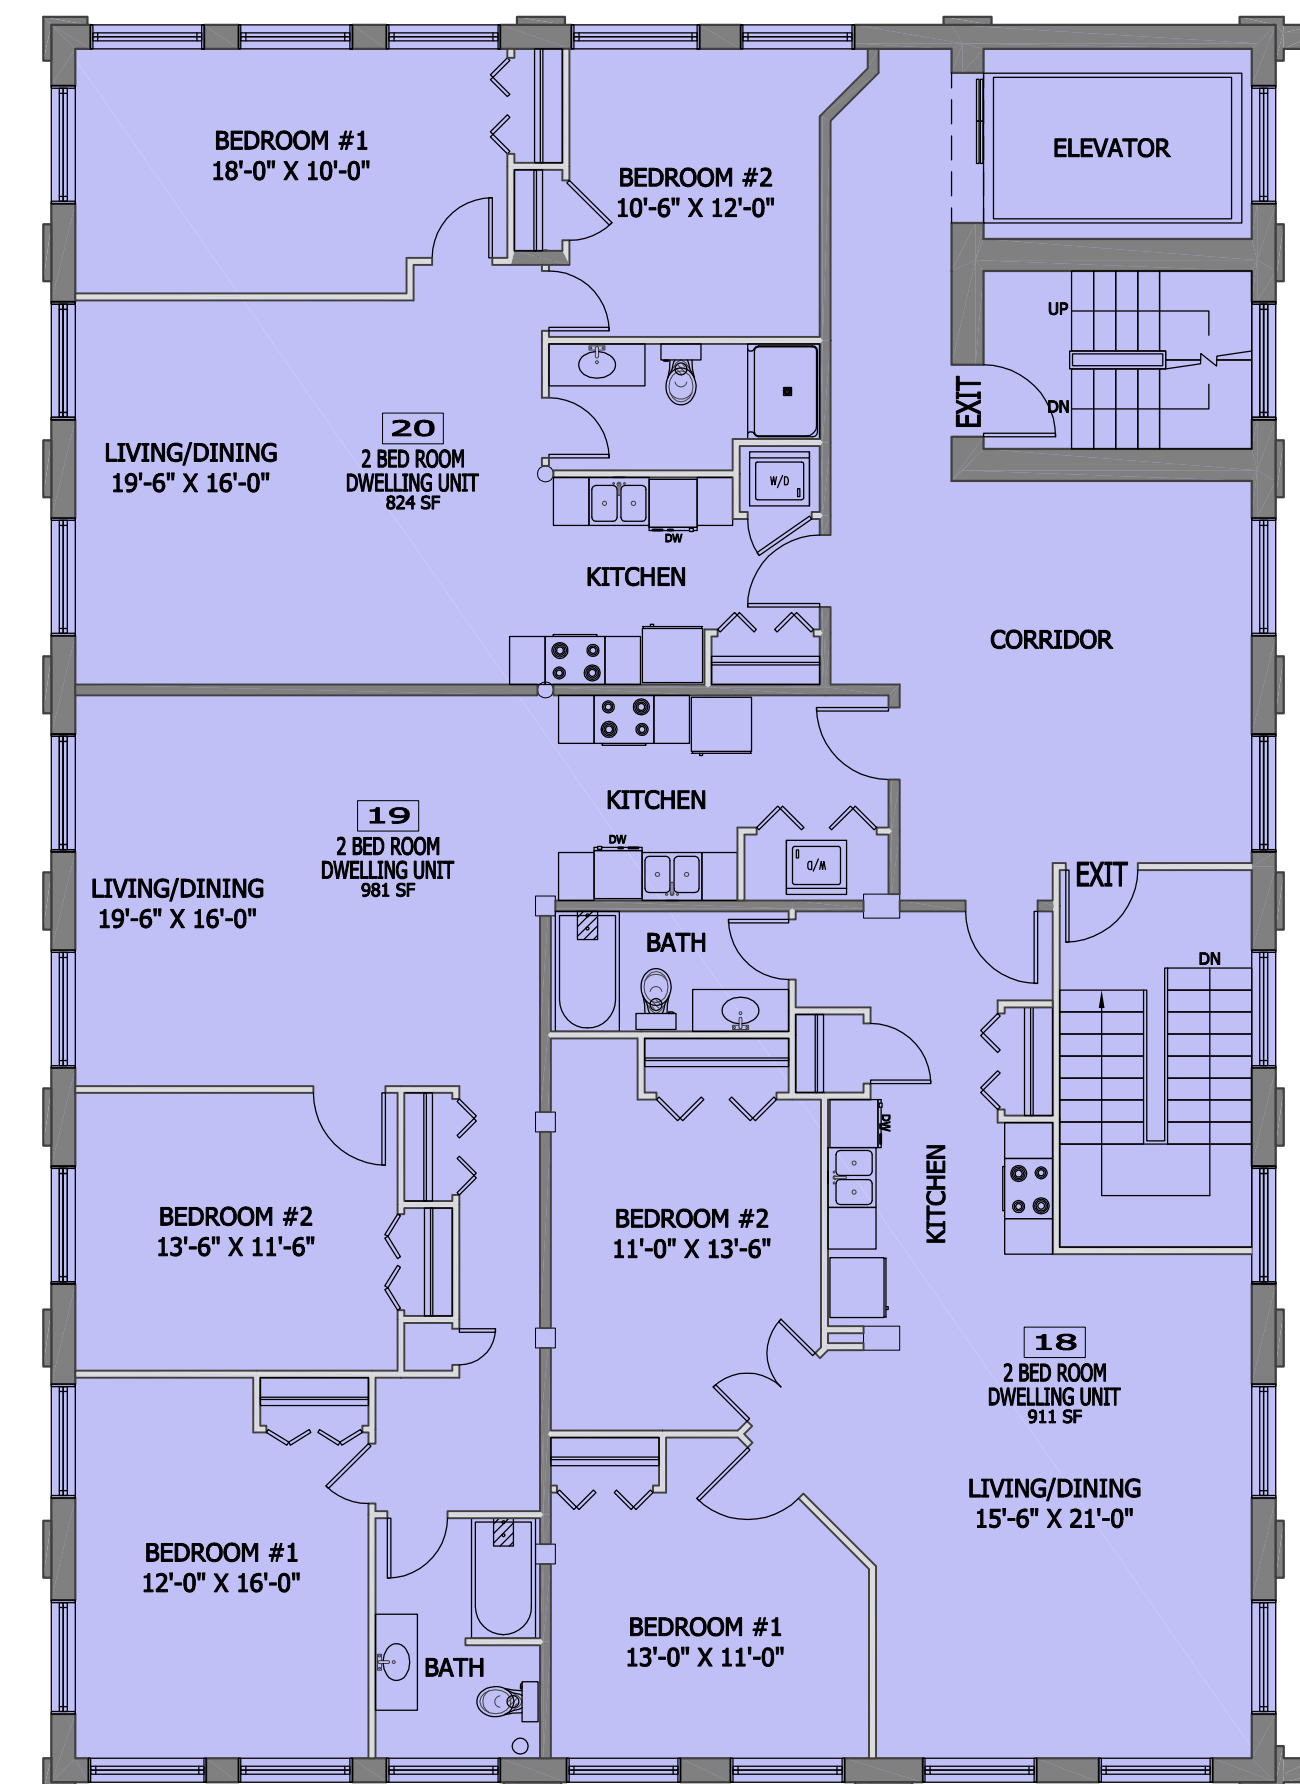 BEDROOM #1
18'-0" X 10'-0"
BEDROOM #2
10'-6" X 12'-0"
ELEVATOR
UP
EXIT
DN
20
2 BED ROOM
DWELLING UNIT
824 SF
LIVING/DINING
19'-6" X 16'-0"
W/D
DW
KITCHEN
CORRIDOR
KITCHEN
19
2 BED ROOM
DWELLING UNIT
981 SF
DW
W/D
LIVING/DINING
19'-6" X 16'-0"
EXIT
BATH
DN
DW
KITCHEN
BEDROOM #2
13'-6" X 11'-6"
BEDROOM #2
11'-0" X 13'-6"
18
2 BED ROOM
DWELLING UNIT
911 SF
LIVING/DINING
15'-6" X 21'-0"
BEDROOM #1
12'-0" X 16'-0"
BEDROOM #1
13'-0" X 11'-0"
BATH